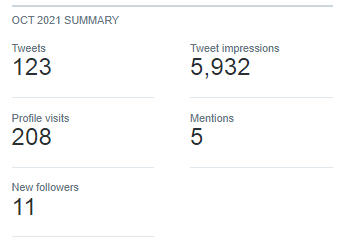 OCT 2021 SUMMARY
Tweets
123
Tweet impressions
5,932
Profile visits
208
Mentions
5
New followers
11